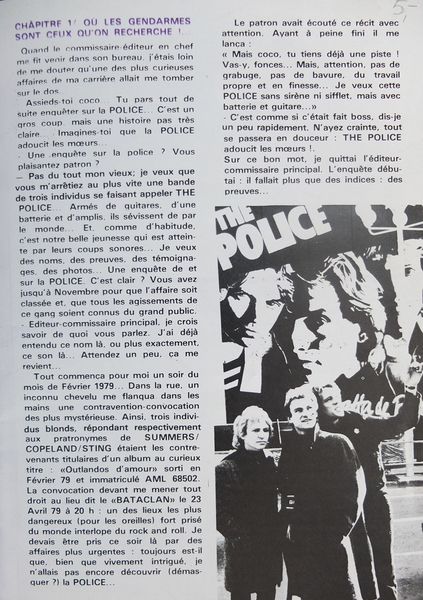 5,-
CHAPITRE 1/ OU LES GENDARMES
SONT CEUX QU'ON RECHERCHE !...
Quand le commissaire-éditeur en chef
me fit venir dans son bureau, j'étais loin
de me douter qu'une des plus curieuses
affaires de ma carrière allait me tomber
sur le dos.
Assieds-toi coco. Tu pars tout de
suite enquêter sur la POLICE... C'est un
gros coup, mais une histoire pas très
claire... Imagines-toi que la POLICE
adoucit les mœurs...
- Une enquête sur la police ? Vous
plaisantez patron ?
— Pas du tout mon vieux; je veux que
vous m'arrêtiez au plus vite une bande
de trois individus se faisant appeler THE
POLICE... Armés de guitares, d'une
batterie et d'amplis, ils sévissent de par
le monde... Et, comme d'habitude,
c'est notre belle jeunesse qui est attein-
te par leurs coups sonores... Je veux
des noms, des preuves, des témoigna-
ges, des photos... Une enquête de et
sur la POLICE. C'est clair ? Vous avez
jusqu'à Novembre pour que l'affaire soit
classée et, que tous les agissements de
ce gang soient connus du grand public.
- Editeur-commissaire principal, je crois
savoir de quoi vous parlez. J'ai déjà
entendu ce nom là, ou plus exactement,
ce son là... Attendez un peu, ça me
revient...
Tout commença pour moi un soir du
mois de Février 1979... Dans la rue, un
inconnu chevelu me flanqua dans les
mains une contravention-convocation
des plus mystérieuse. Ainsi, trois indivi-
dus blonds, répondant respectivement
aux patronymes de SUMMERS/
COPELAND/STING étaient les contre-
venants titulaires d'un album au curieux
titre : «Outlandos d'amour» sorti en
Février 79 et immatriculé AML 68502.
La convocation devant me mener tout
droit au lieu dit le «BATACLAN» le 23
Avril 79 à 20 h : un des lieux les plus
dangereux (pour les oreilles) fort prisé
du monde interlope du rock and roll. Je
devais être pris ce soir là par des
affaires plus urgentes : toujours est-il
que, bien que vivement intrigué, je
n'allais pas encore découvrir (démas-
quer ?) la POLICE...
Le patron avait écouté ce récit avec
attention. Ayant à peine fini il me
lanca :
« Mais coco, tu tiens déjà une piste !
Vas-y, fonces... Mais, attention, pas de
grabuge, pas de bavure, du travail
propre et en finesse... Je veux cette
POLICE sans sirène ni sifflet, mais avec
batterie et guitare...»
- C'est comme si c'était fait boss, dis-je
un peu rapidement. N'ayez crainte, tout
se passera en douceur : THE POLICE
adoucit les mœurs !.
Sur ce bon mot, je quittai l'éditeur-
commissaire principal. L'enquête débu-
tai : il fallait plus que des indices : des
preuves...
THE
POLICE